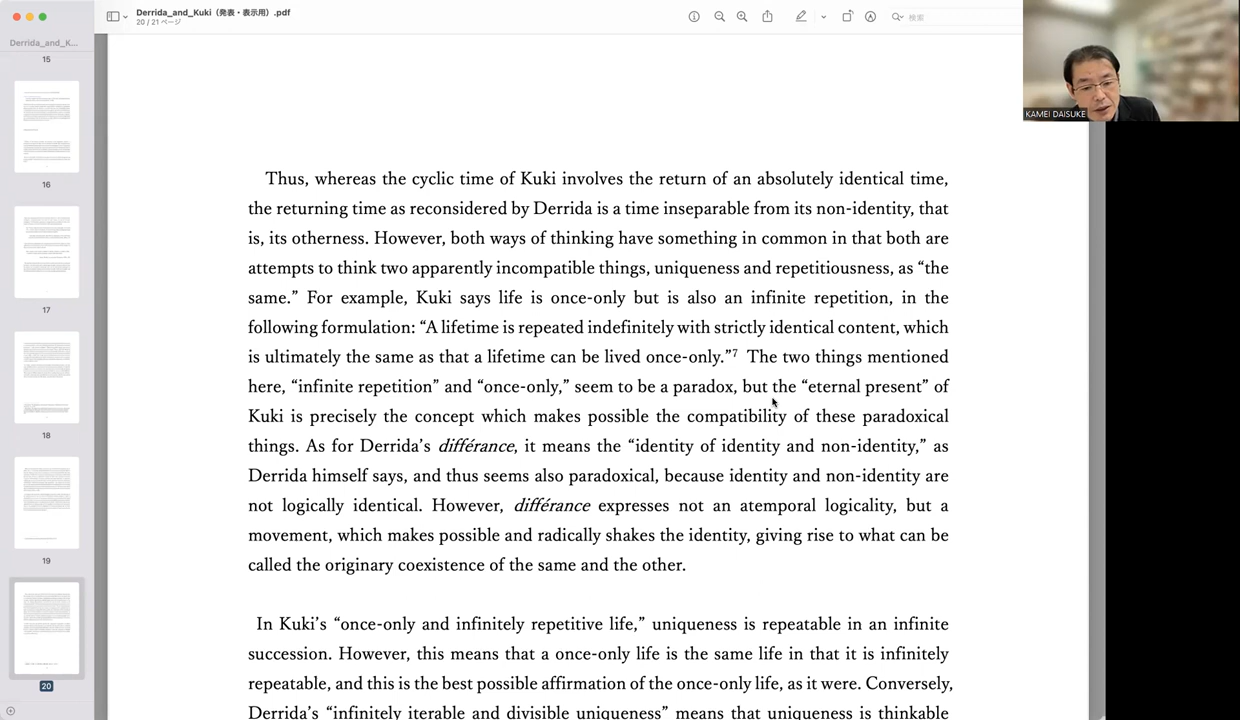 Derrida_and_Kuki（発表・表示用）.pdf
20 / 21 ページ
検索
Derrida_and_K...
15
16
17
18
19
20
KAMEI DAISUKE
Thus, whereas the cyclic time of Kuki involves the return of an absolutely identical time,
the returning time as reconsidered by Derrida is a time inseparable from its non-identity, that
is, its otherness. However, both ways of thinking have something in common in that both are
attempts to think two apparently incompatible things, uniqueness and repetitiousness, as “the
same.” For example, Kuki says life is once-only but is also an infinite repetition, in the
following formulation: “A lifetime is repeated indefinitely with strictly identical content, which
is ultimately the same as that a lifetime can be lived once-only.”7 The two things mentioned
here, “infinite repetition” and “once-only,” seem to be a paradox, but the “eternal present” of
Kuki is precisely the concept which makes possible the compatibility of these paradoxical
things. As for Derrida’s différance, it means the “identity of identity and non-identity,” as
Derrida himself says, and thus seems also paradoxical, because identity and non-identity are
not logically identical. However, différance expresses not an atemporal logicality, but a
movement, which makes possible and radically shakes the identity, giving rise to what can be
called the originary coexistence of the same and the other.
In Kuki’s “once-only and infinitely repetitive life,” uniqueness is repeatable in an infinite
succession. However, this means that a once-only life is the same life in that it is infinitely
repeatable, and this is the best possible affirmation of the once-only life, as it were. Conversely,
Derrida’s “infinitely iterable and divisible uniqueness” means that uniqueness is thinkable